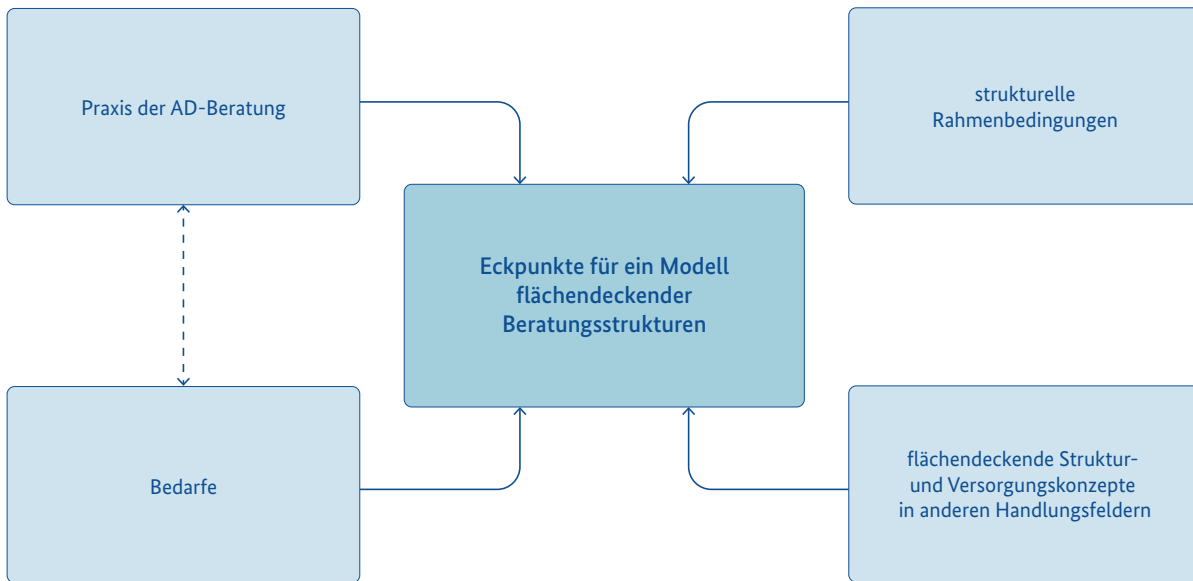 Praxis der AD-Beratung
strukturelle
Rahmenbedingungen
Eckpunkte für ein Modell
flächendeckender
Beratungsstrukturen
Bedarfe
flächendeckende Struktur-
und Versorgungskonzepte
in anderen Handlungsfeldern